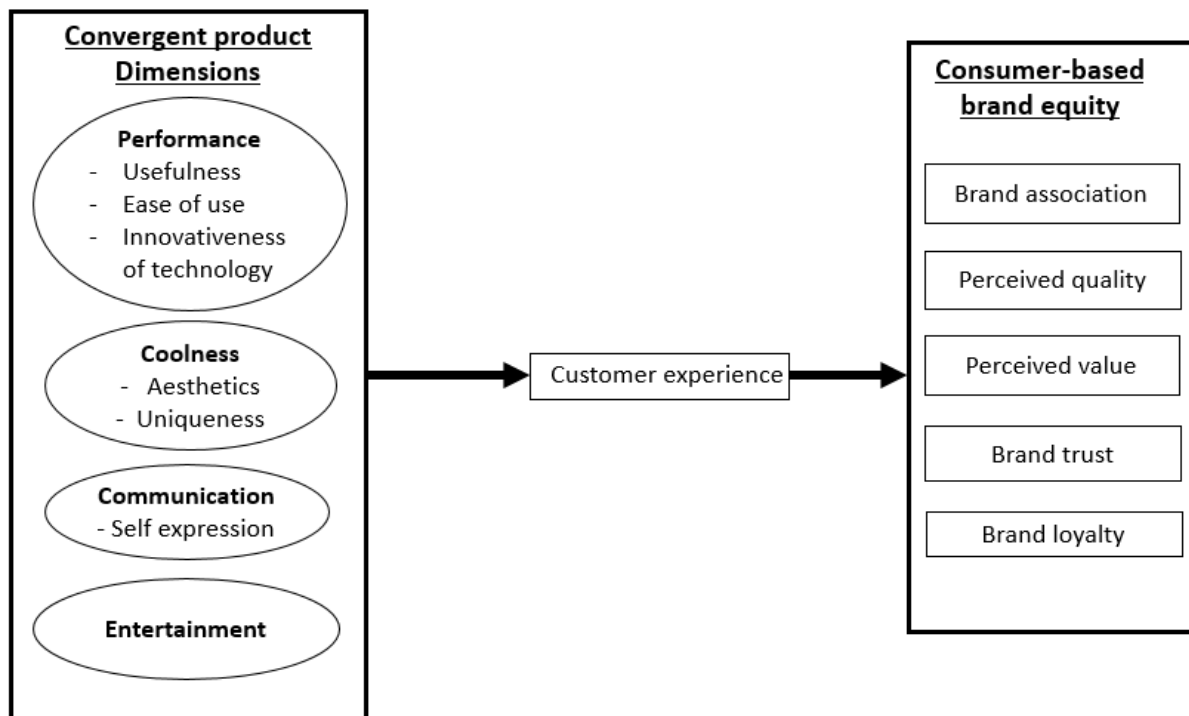 Convergent product
Dimensions
Performance
- Usefulness
- Ease of use
- Innovativeness
of technology
Coolness
- Aesthetics
- Uniqueness
Communication
- Self expression
Entertainment
Customer experience
Consumer-based
brand equity
Brand association
Perceived quality
Perceived value
Brand trust
Brand loyalty